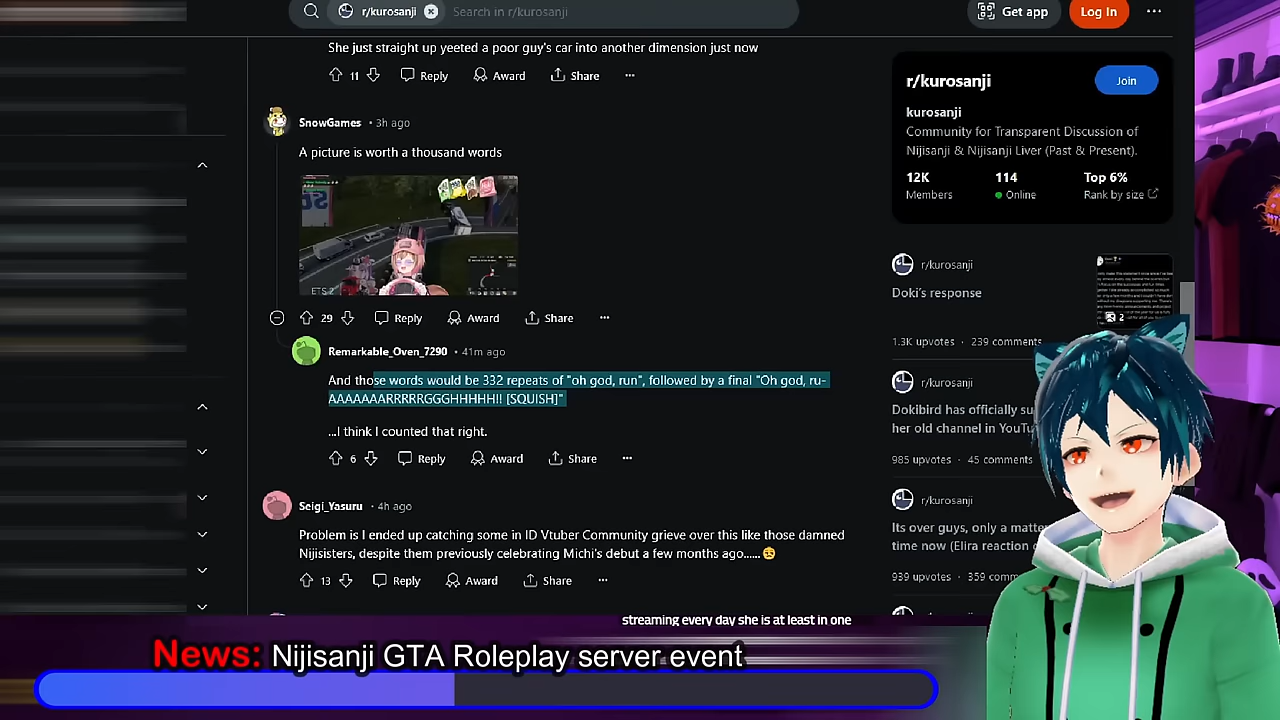 r/kurosanji
Search in r/kurosanji
Get app
Log In
She just straight up yeeted a poor guy's car into another dimension just now
11
Reply
Award
Share
SnowGames • 3h ago
A picture is worth a thousand words
ETS2
29
Reply
Award
Share
Remarkable_Oven_7290 • 41m ago
And those words would be 332 repeats of "oh god, run", followed by a final "Oh god, ru-
AAAAAAARRRRRGGGHHHHH!! [SQUISH]"
...I think I counted that right.
6
Reply
Award
Share
Seigi_Yasuru • 4h ago
Problem is I ended up catching some in ID Vtuber Community grieve over this like those damned
Nijisisters, despite them previously celebrating Michi's debut a few months ago...... 😔
13
Reply
Award
Share
r/kurosanji
Join
kurosanji
Community for Transparent Discussion of
Nijisanji & Nijisanji Liver (Past & Present).
12K
114
Top 6%
Members
Online
Rank by size
r/kurosanji
Doki's response
2
1.3K upvotes • 239 comments
r/kurosanji
Dokibird has officially su
her old channel in YouTu
985 upvotes • 45 comments
r/kurosanji
Its over guys, only a matte
time now (Elira reaction
939 upvotes • 359 comm
streaming every day she is at least in one
News: Nijisanji GTA Roleplay server event